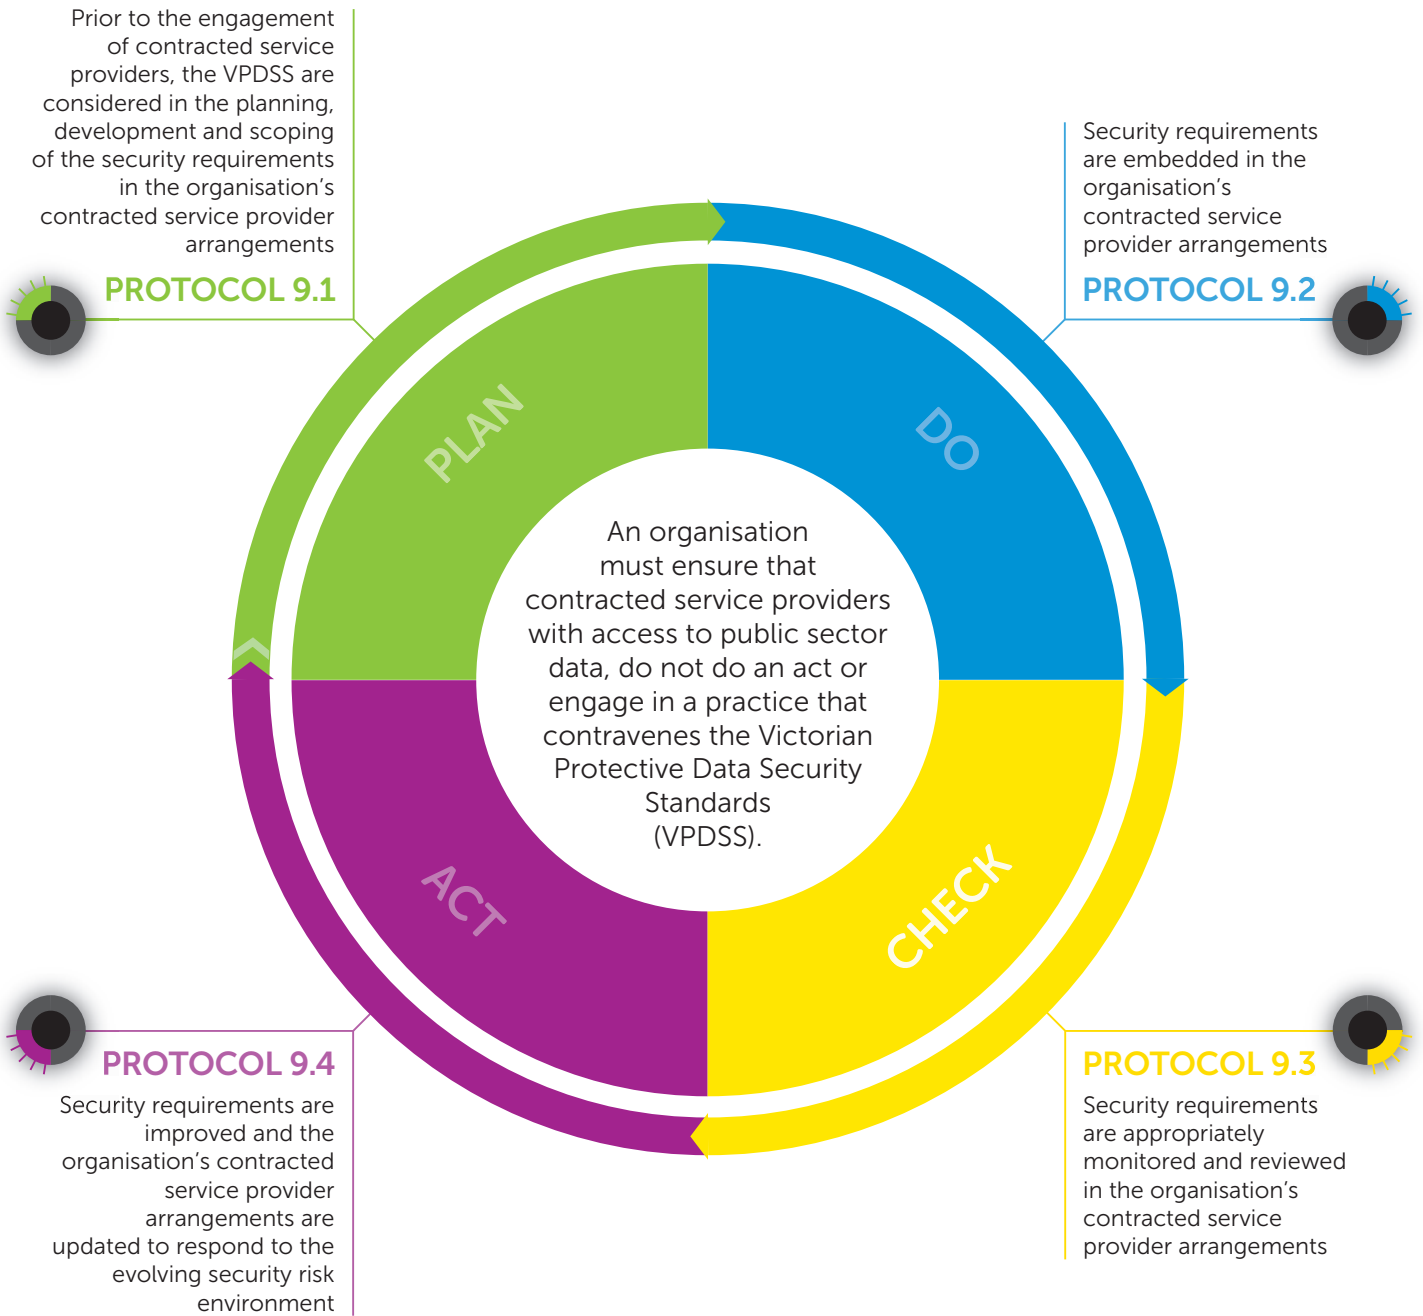 Prior to the engagement
of contracted service
providers, the VPDSS are
considered in the planning,
development and scoping
of the security requirements
in the organisation’s
contracted service provider
arrangements
PROTOCOL 9.1
Security requirements
are embedded in the
organisation’s
contracted service
provider arrangements
PROTOCOL 9.2
PLAN
DO
An organisation
must ensure that
contracted service providers
with access to public sector
data, do not do an act or
engage in a practice that
contravenes the Victorian
Protective Data Security
Standards
(VPDSS).
ACT
CHECK
PROTOCOL 9.4
Security requirements are
improved and the
organisation’s contracted
service provider
arrangements are
updated to respond to the
evolving security risk
environment
PROTOCOL 9.3
Security requirements
are appropriately
monitored and reviewed
in the organisation’s
contracted service
provider arrangements